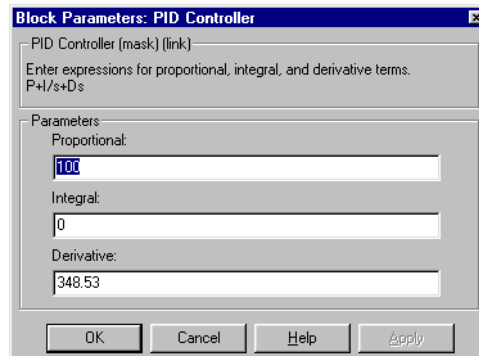 Block Parameters: PID Controller
PID Controller (mask) (link)
Enter expressions for proportional, integral, and derivative terms.
P+I/s+Ds
Parameters
Proportional:
100
Integral:
0
Derivative:
348.53
OK Cancel Help Apply